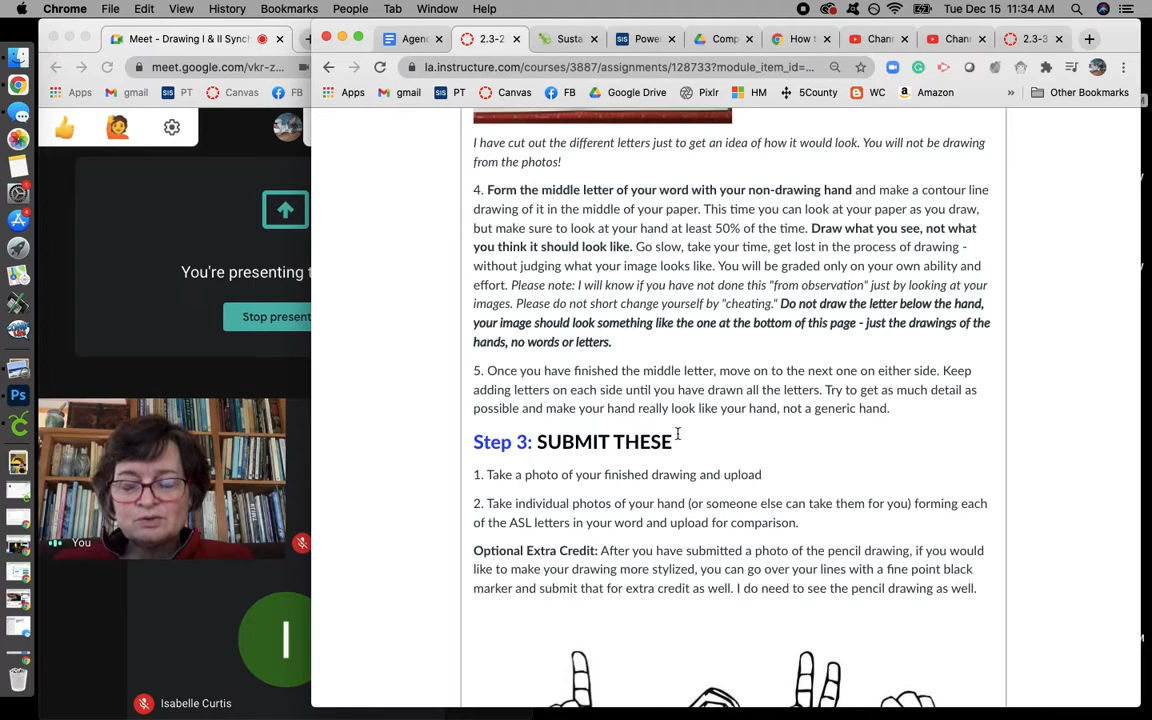 Chrome File Edit View History Bookmarks People Tab Window Help Tue Dec 15 11:34 AM
Meet - Drawing I & II Synch
Agenc 2.3-2 Susta Power Comp How t Chann Chann 2.3-3
meet.google.com/vkr-z...
la.instructure.com/courses/3887/assignments/128733?module_item_id=...
Apps gmail PT Canvas FB
Apps gmail PT Canvas FB Google Drive Pixlr HM 5County WC Amazon » Other Bookmarks
I have cut out the different letters just to get an idea of how it would look. You will not be drawing
from the photos!
4. Form the middle letter of your word with your non-drawing hand and make a contour line
drawing of it in the middle of your paper. This time you can look at your paper as you draw,
but make sure to look at your hand at least 50% of the time. Draw what you see, not what
you think it should look like. Go slow, take your time, get lost in the process of drawing -
without judging what your image looks like. You will be graded only on your own ability and
effort. Please note: I will know if you have not done this "from observation" just by looking at your
images. Please do not short change yourself by "cheating." Do not draw the letter below the hand,
your image should look something like the one at the bottom of this page - just the drawings of the
hands, no words or letters.
5. Once you have finished the middle letter, move on to the next one on either side. Keep
adding letters on each side until you have drawn all the letters. Try to get as much detail as
possible and make your hand really look like your hand, not a generic hand.
Step 3: SUBMIT THESE
1. Take a photo of your finished drawing and upload
2. Take individual photos of your hand (or someone else can take them for you) forming each
of the ASL letters in your word and upload for comparison.
Optional Extra Credit: After you have submitted a photo of the pencil drawing, if you would
like to make your drawing more stylized, you can go over your lines with a fine point black
marker and submit that for extra credit as well. I do need to see the pencil drawing as well.
You're presenting t
Stop present
You
I
Isabelle Curtis